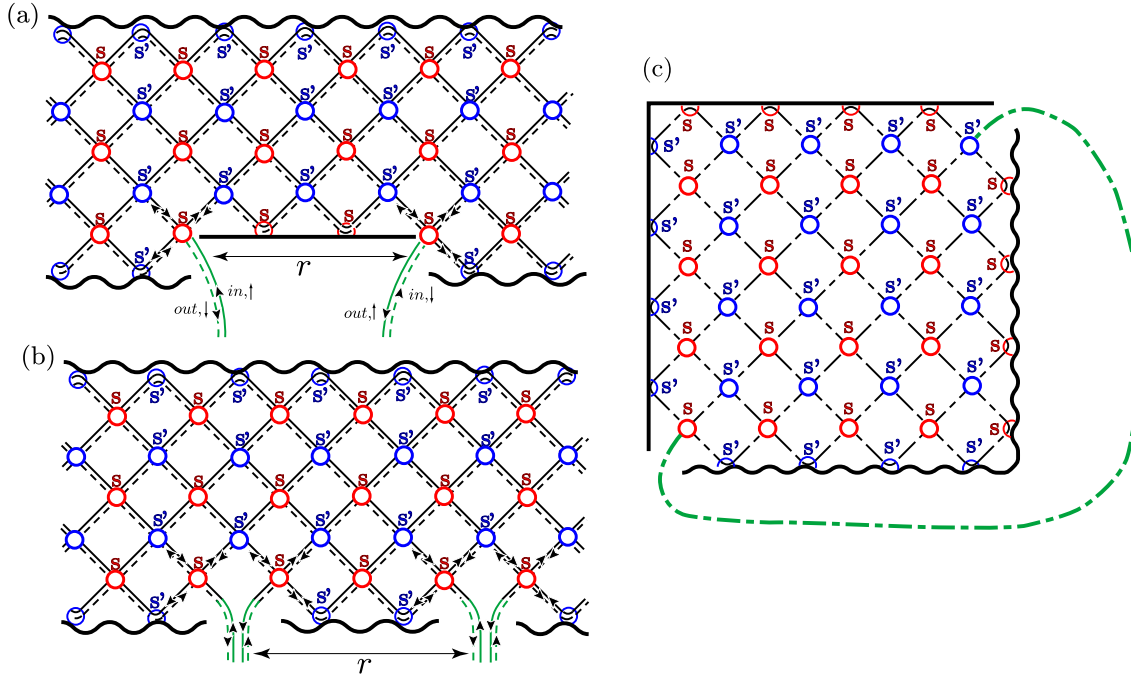 (a)
S S' S S' S S' S S' S S' S
S' S' S' S' S'
S S S S S S
S' S' S' S' S'
S S S S S S
S' S'
r
in,↑ in,↓
out,↓ out,↑
(b)
S S' S S' S S' S S' S S' S
S' S' S' S' S'
S S S S S S
S' S' S' S' S'
S S S S S S
S' S' S' S'
r
(c)
S' S S' S S' S S' S S'
S S S S S
S' S' S' S' S'
S S S S S
S' S' S' S' S'
S S S S S
S' S' S' S' S'
S S S S S
S' S' S' S'